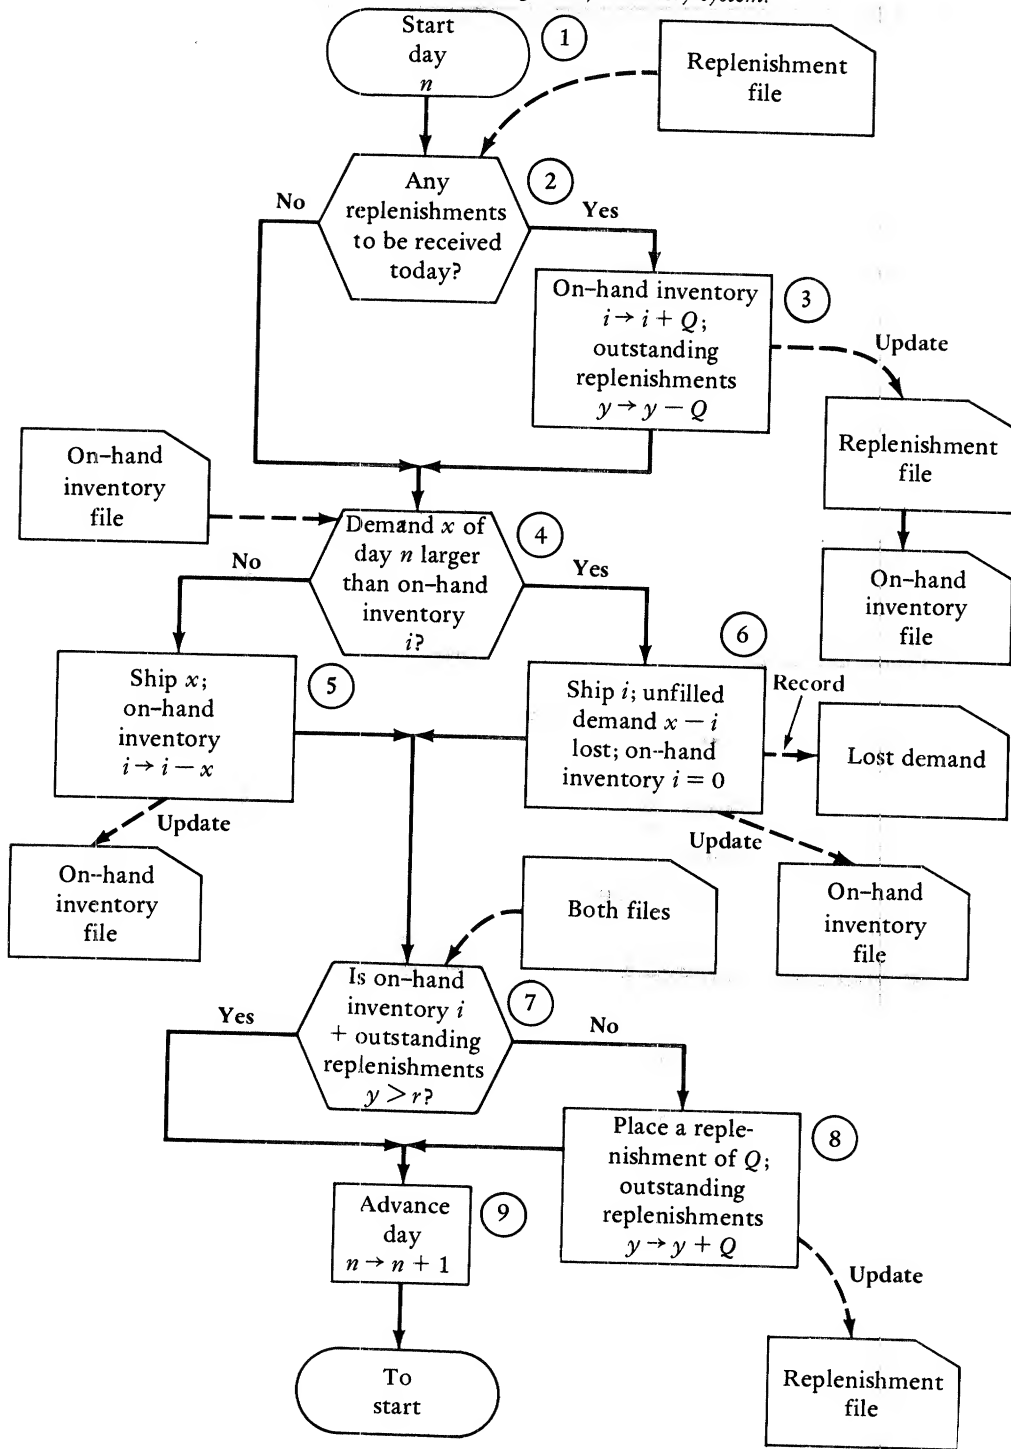 system.
Start
day
n
1
Replenishment
file
Any
replenishments
to be received
today?
2
No
Yes
On-hand inventory
i → i + Q;
outstanding
replenishments
y → y − Q
3
Update
Replenishment
file
On-hand
inventory
file
On-hand
inventory
file
Demand x of
day n larger
than on-hand
inventory
i?
4
No
Yes
Ship x;
on-hand
inventory
i → i − x
5
Update
On-hand
inventory
file
6
Ship i; unfilled
demand x − i
lost; on-hand
inventory i = 0
Record
Lost demand
Update
On-hand
inventory
file
Both files
Is on-hand
inventory i
+ outstanding
replenishments
y > r?
7
Yes
No
Place a reple-
nishment of Q;
outstanding
replenishments
y → y + Q
8
Update
Replenishment
file
Advance
day
n → n + 1
9
To
start